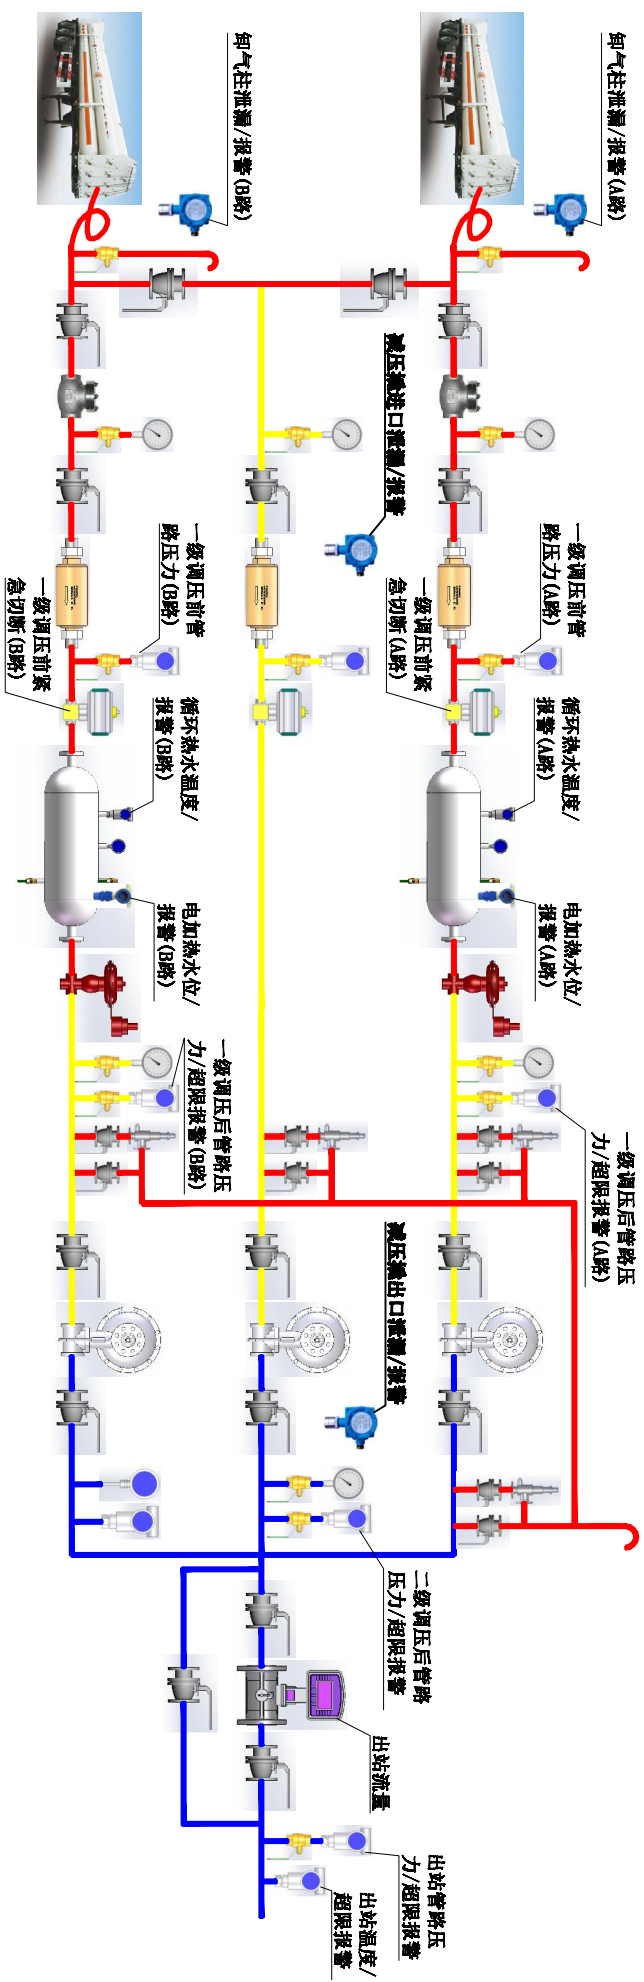 卸气柱泄漏/报警(A路)
卸气柱泄漏/报警(B路)
减压撬进口泄漏/报警
一级调压前管
路压力(A路)
一级调压前紧
急切断(A路)
一级调压前管
路压力(B路)
一级调压前紧
急切断(B路)
循环热水温度/
报警(A路)
循环热水温度/
报警(B路)
电加热水位/
报警(A路)
电加热水位/
报警(B路)
一级调压后管路压
力/超限报警(A路)
一级调压后管路压
力/超限报警(B路)
减压撬出口泄漏/报警
二级调压后管路
压力/超限报警
出站流量
出站管路压
力/超限报警
出站温度/
超限报警